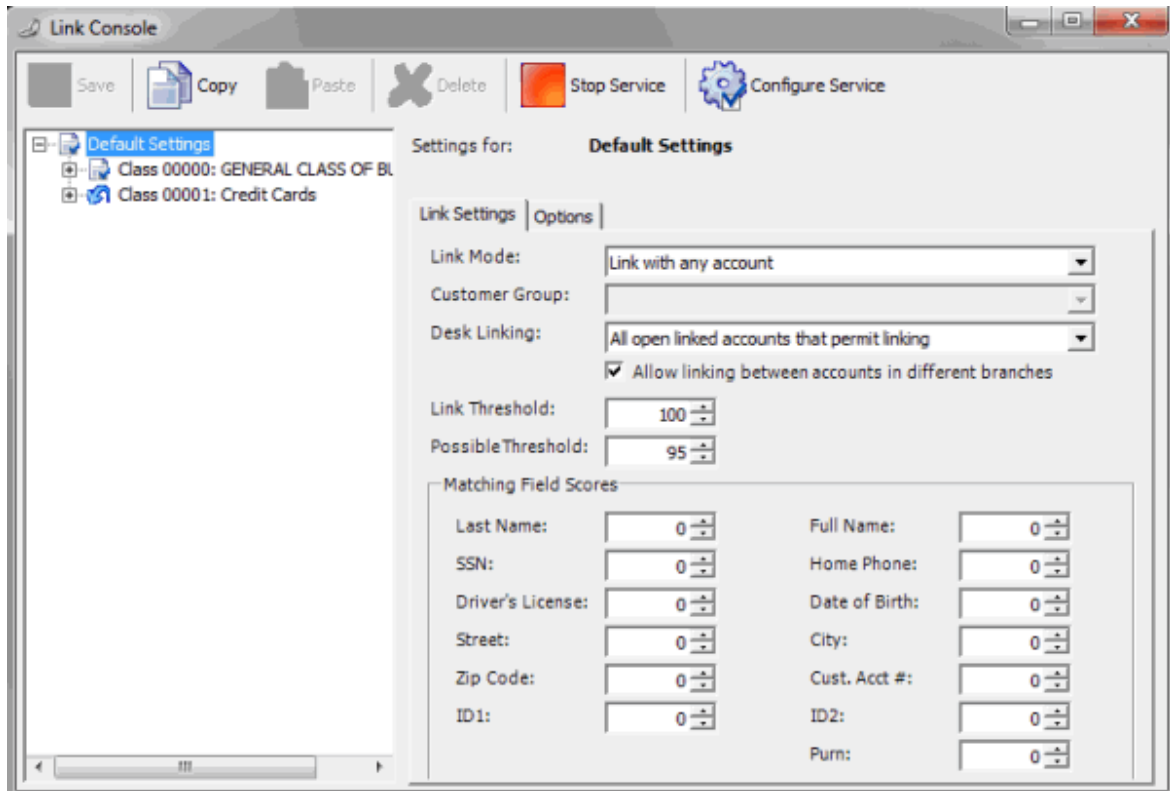 Link Console
Save Copy Paste Delete Stop Service Configure Service
Default Settings
Class 00000: GENERAL CLASS OF BU
Class 00001: Credit Cards
Settings for: Default Settings
Link Settings Options
Link Mode: Link with any account
Customer Group:
Desk Linking: All open linked accounts that permit linking
Allow linking between accounts in different branches
Link Threshold: 100
PossibleThreshold: 95
Matching Field Scores
Last Name: 0 Full Name: 0
SSN: 0 Home Phone: 0
Driver's License: 0 Date of Birth: 0
Street: 0 City: 0
Zip Code: 0 Cust. Acct #: 0
ID1: 0 ID2: 0
Purn: 0